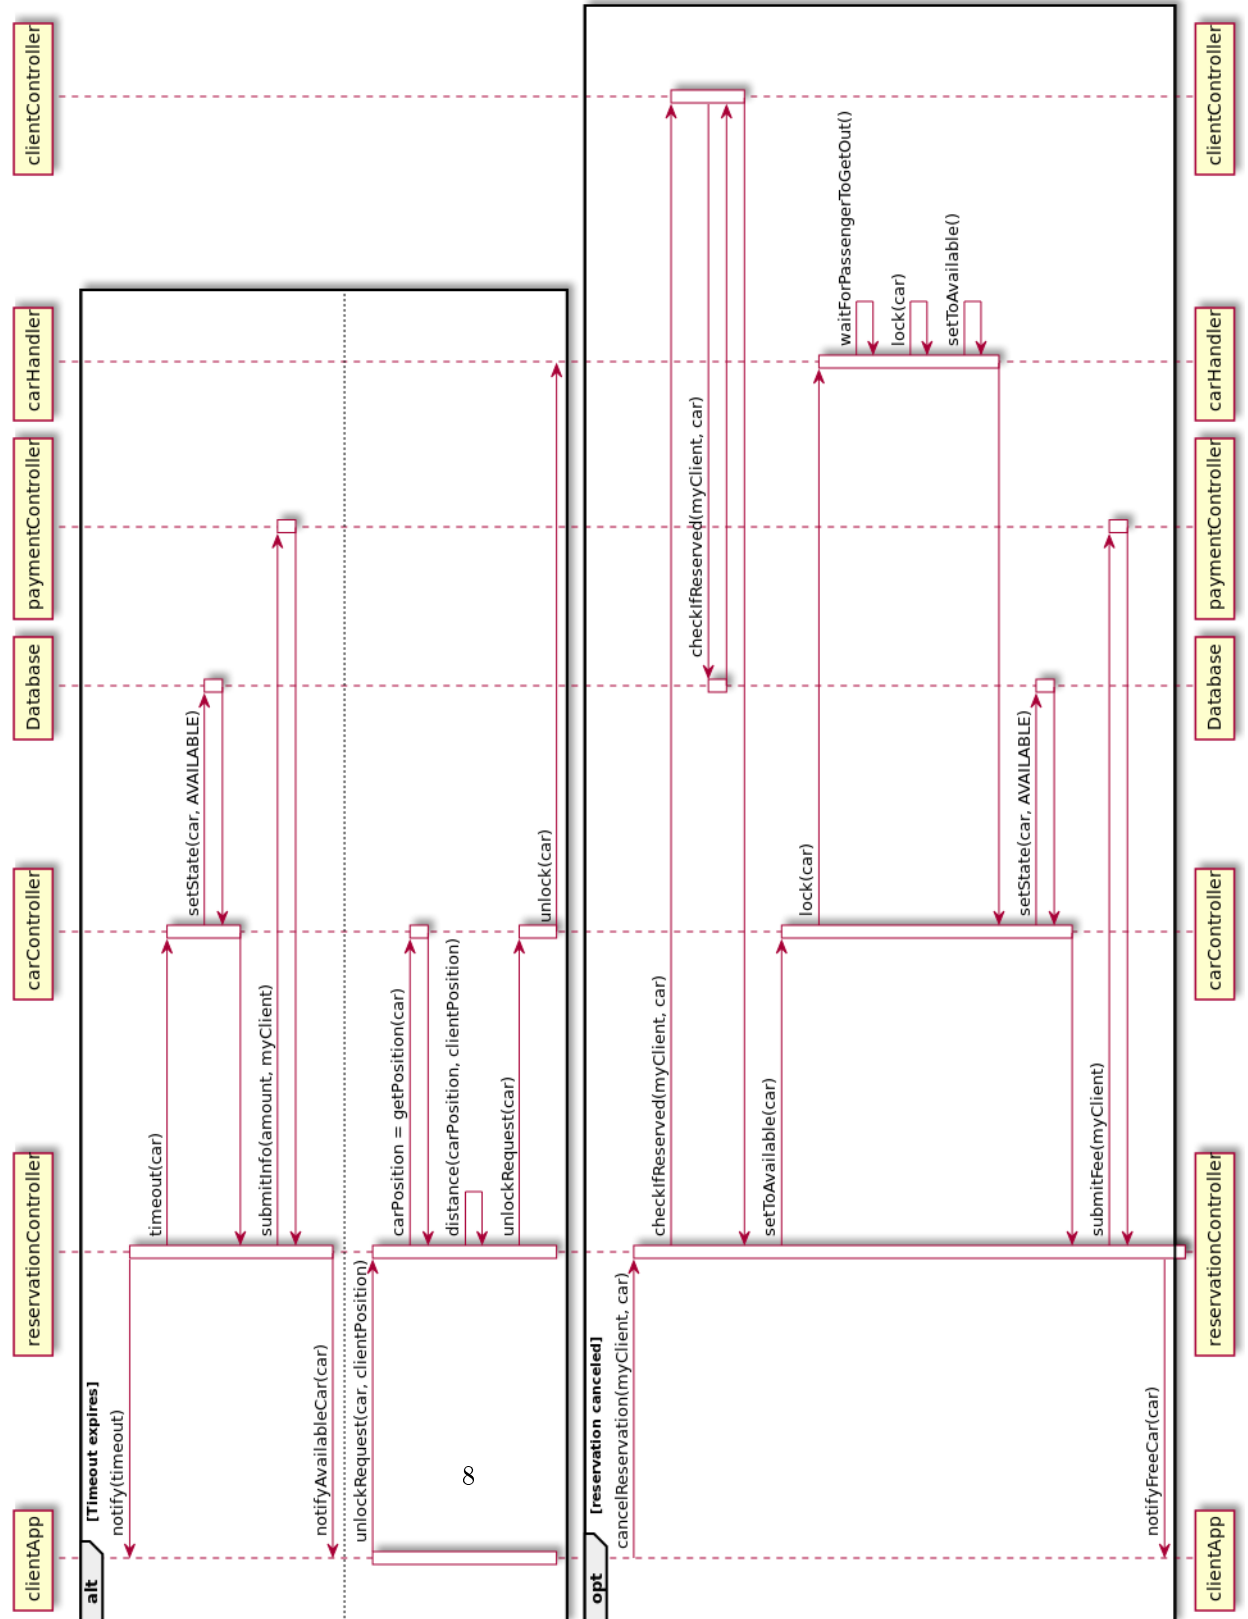 clientApp
reservationController
carController
Database
paymentController
carHandler
clientController
alt
[Timeout expires]
notify(timeout)
timeout(car)
setState(car, AVAILABLE)
submitInfo(amount, myClient)
notifyAvailableCar(car)
unlockRequest(car, clientPosition)
carPosition = getPosition(car)
distance(carPosition, clientPosition)
unlockRequest(car)
unlock(car)
opt
[reservation canceled]
cancelReservation(myClient, car)
checkIfReserved(myClient, car)
checkIfReserved(myClient, car)
setToAvailable(car)
lock(car)
waitForPassengerToGetOut()
lock(car)
setToAvailable()
setState(car, AVAILABLE)
submitFee(myClient)
notifyFreeCar(car)
clientApp
reservationController
carController
Database
paymentController
carHandler
clientController
8